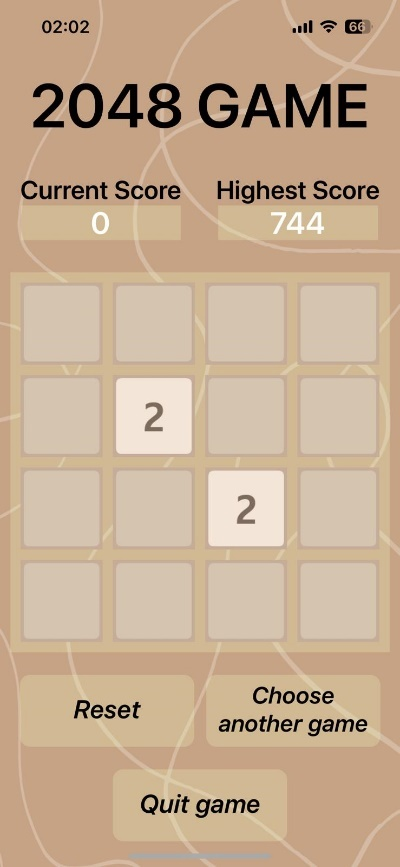 02:02
66
2048 GAME
Current Score Highest Score
0 744
2
2
Reset
Choose
another game
Quit game